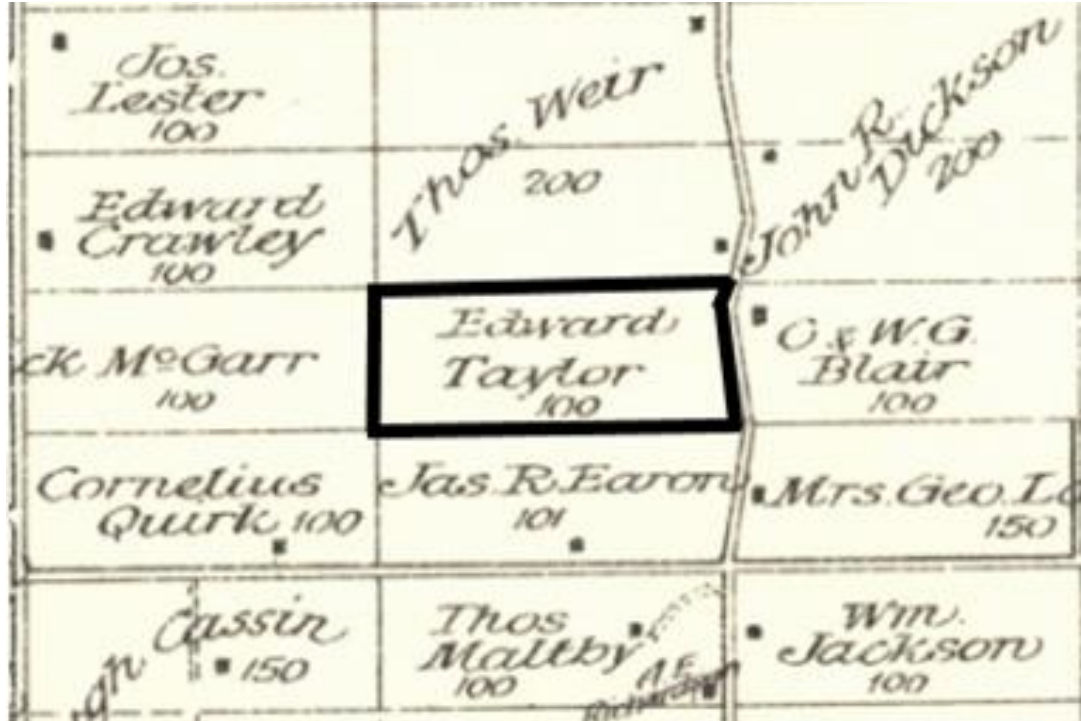 Jos.
Lester
100
Thos. Weir
200
John R.
Dickson
200
Edward
Crawley
100
ck McGarr
100
Edward
Taylor
100
C & W.G.
Blair
100
Cornelius
Quirk 100
Jas. R. Earon
101
Mrs. Geo. Lo
150
Cassin
150
Thos
Maltby
100
A E
Wm.
Jackson
100